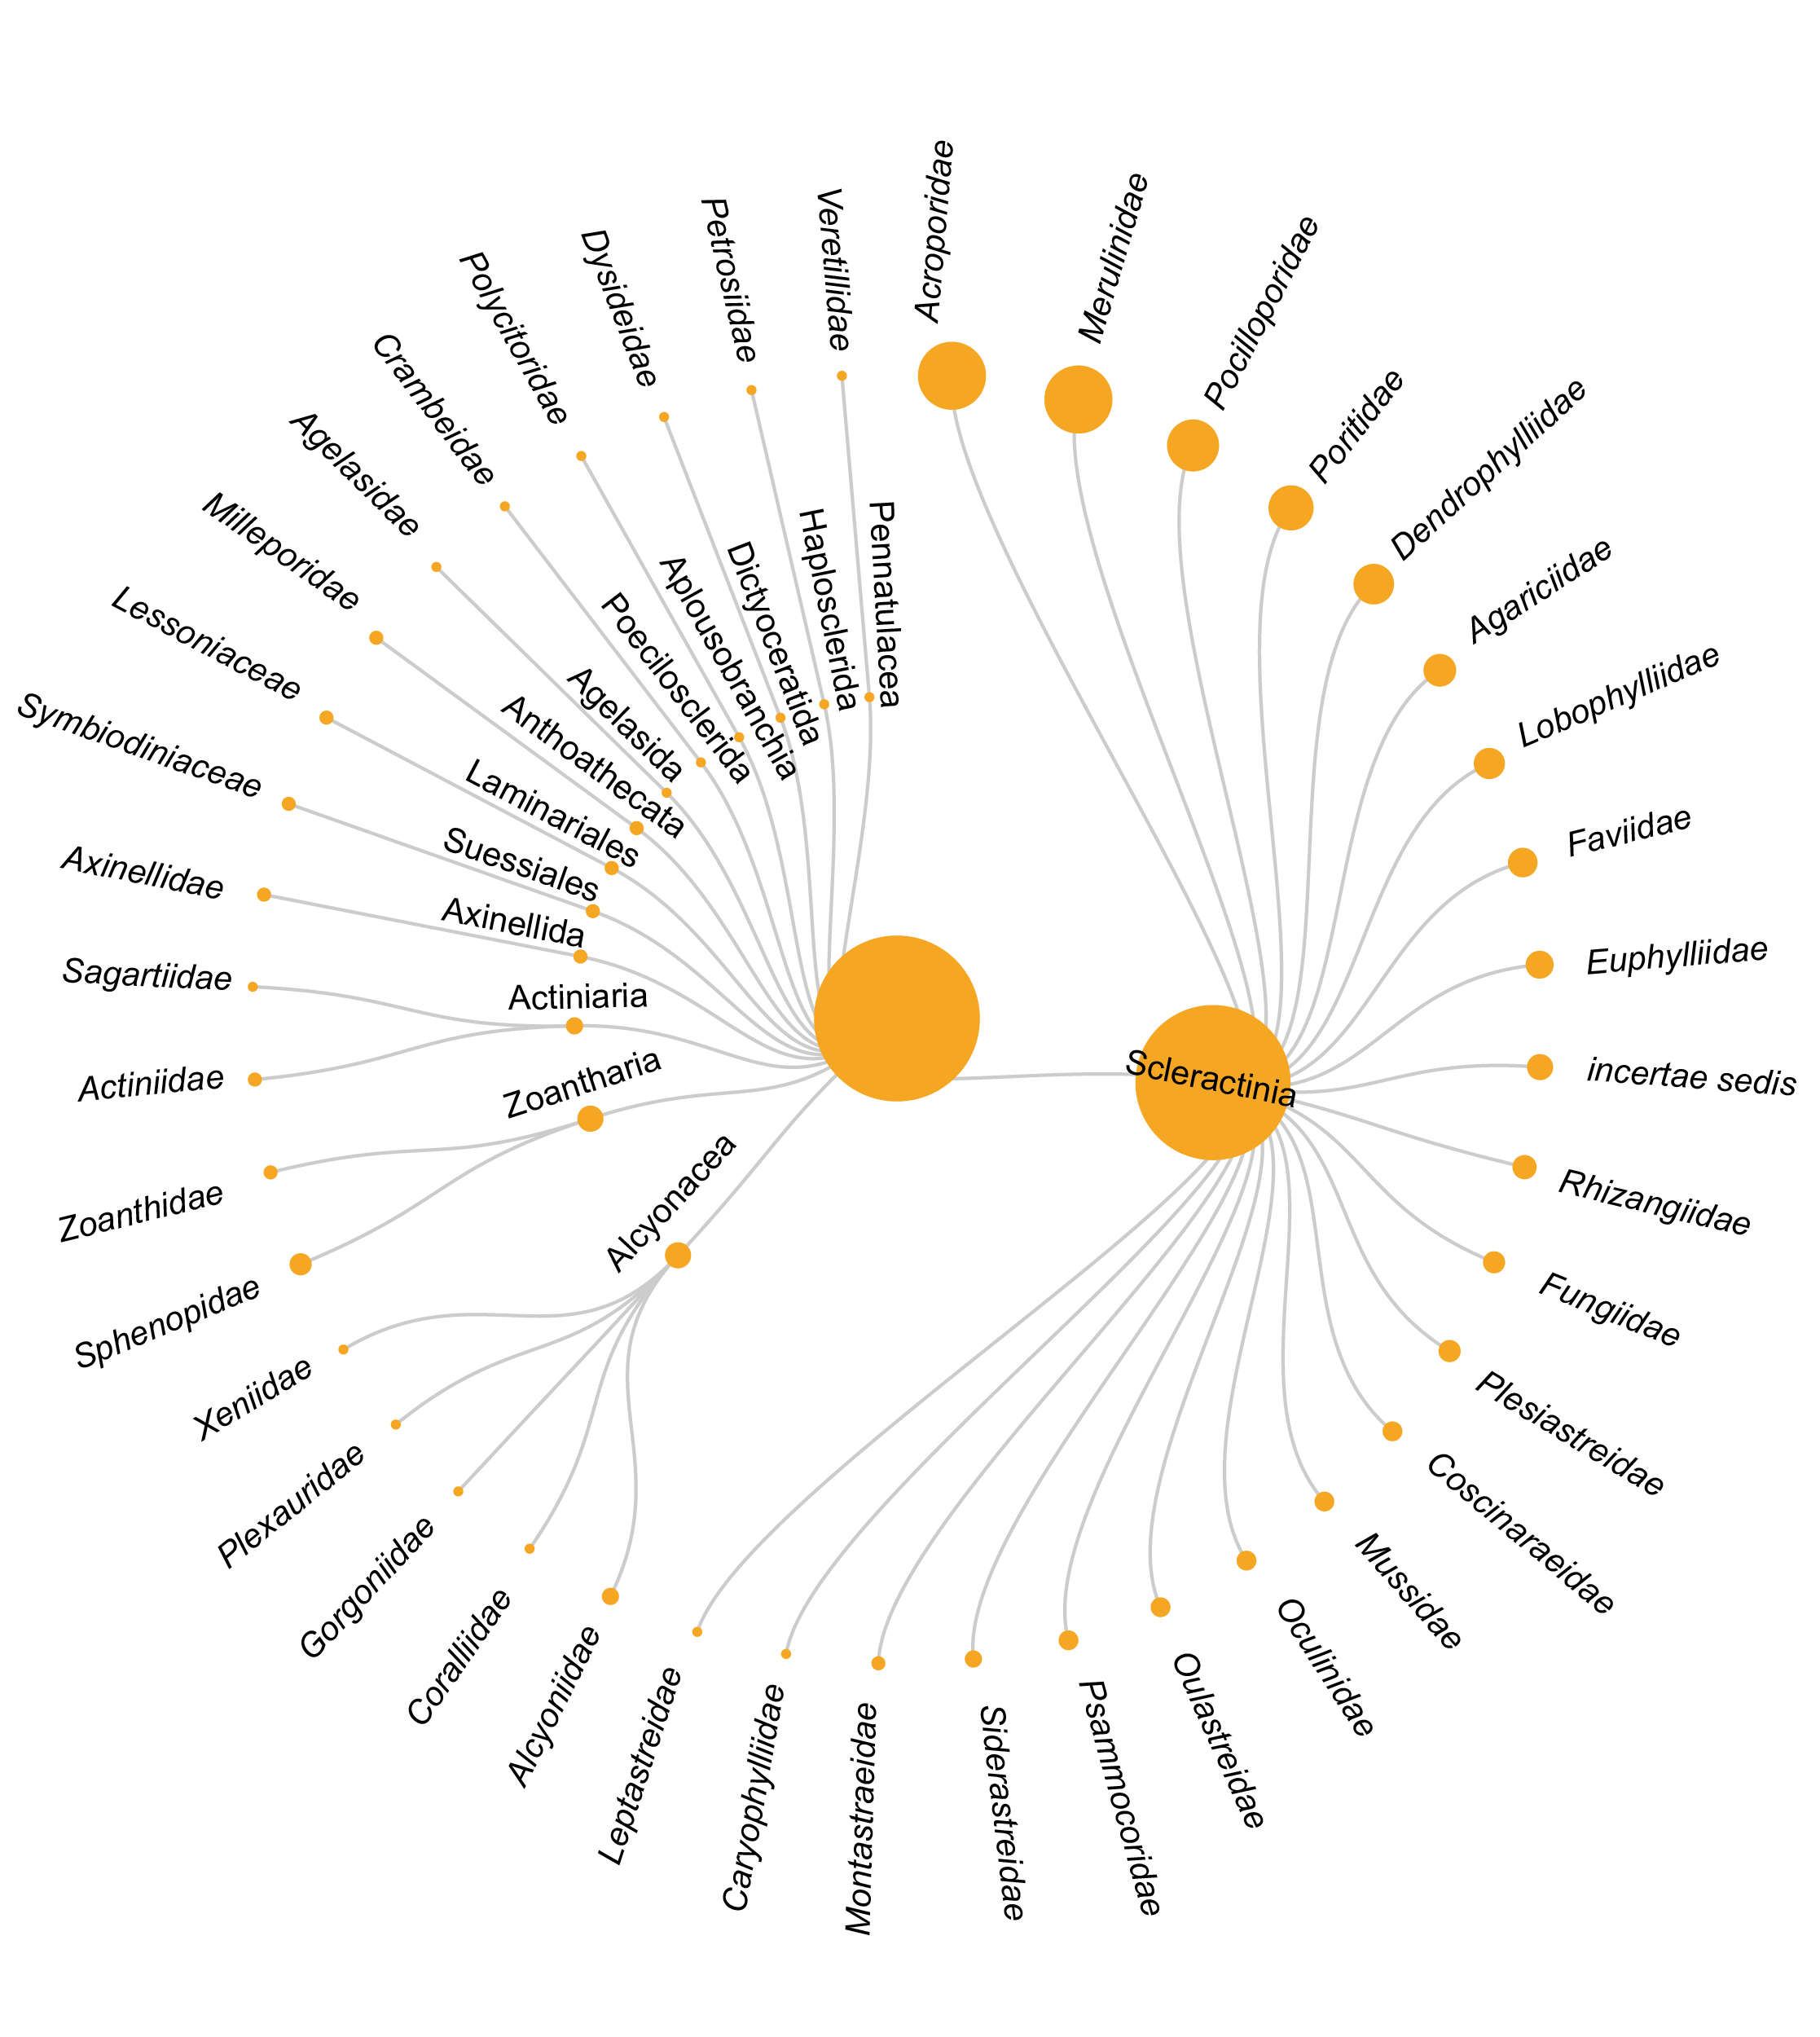 Acroporidae
Merulinidae
Pocilloporidae
Poritidae
Dendrophylliidae
Agariciidae
Lobophylliidae
Faviidae
Euphylliidae
incertae sedis
Rhizangiidae
Fungiidae
Plesiastreidae
Coscinaraeidae
Mussidae
Oculinidae
Oulastreidae
Psammocoridae
Siderastreidae
Montastraeidae
Caryophylliidae
Leptastreidae
Alcyoniidae
Coralliidae
Gorgoniidae
Plexauridae
Xeniidae
Sphenopidae
Zoanthidae
Actiniidae
Sagartiidae
Axinellidae
Symbiodiniaceae
Lessoniaceae
Milleporidae
Agelasidae
Crambeidae
Polycitoridae
Dysideidae
Petrosiidae
Veretillidae
Pennatulacea
Haplosclerida
Dictyoceratida
Aplousobranchia
Poecilosclerida
Agelasida
Anthoathecata
Laminariales
Suessiales
Axinellida
Actiniaria
Zoantharia
Alcyonacea
Scleractinia